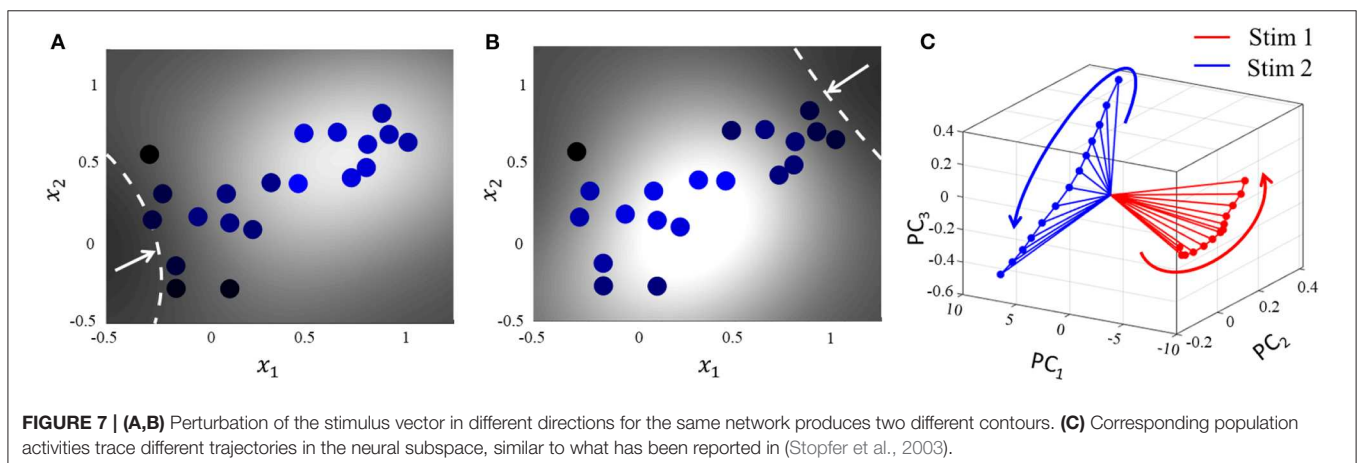 A
1
0.5
0
-0.5
x₂
-0.5 0 0.5 1
x₁
B
1
0.5
0
-0.5
x₂
-0.5 0 0.5 1
x₁
C
Stim 1
Stim 2
0.4
0.2
0
-0.2
-0.4
-0.6
PC₃
10 5 0 -5 -10
PC₁
-0.2 0 0.2 0.4
PC₂
FIGURE 7 | (A,B) Perturbation of the stimulus vector in different directions for the same network produces two different contours. (C) Corresponding population
activities trace different trajectories in the neural subspace, similar to what has been reported in (Stopfer et al., 2003).